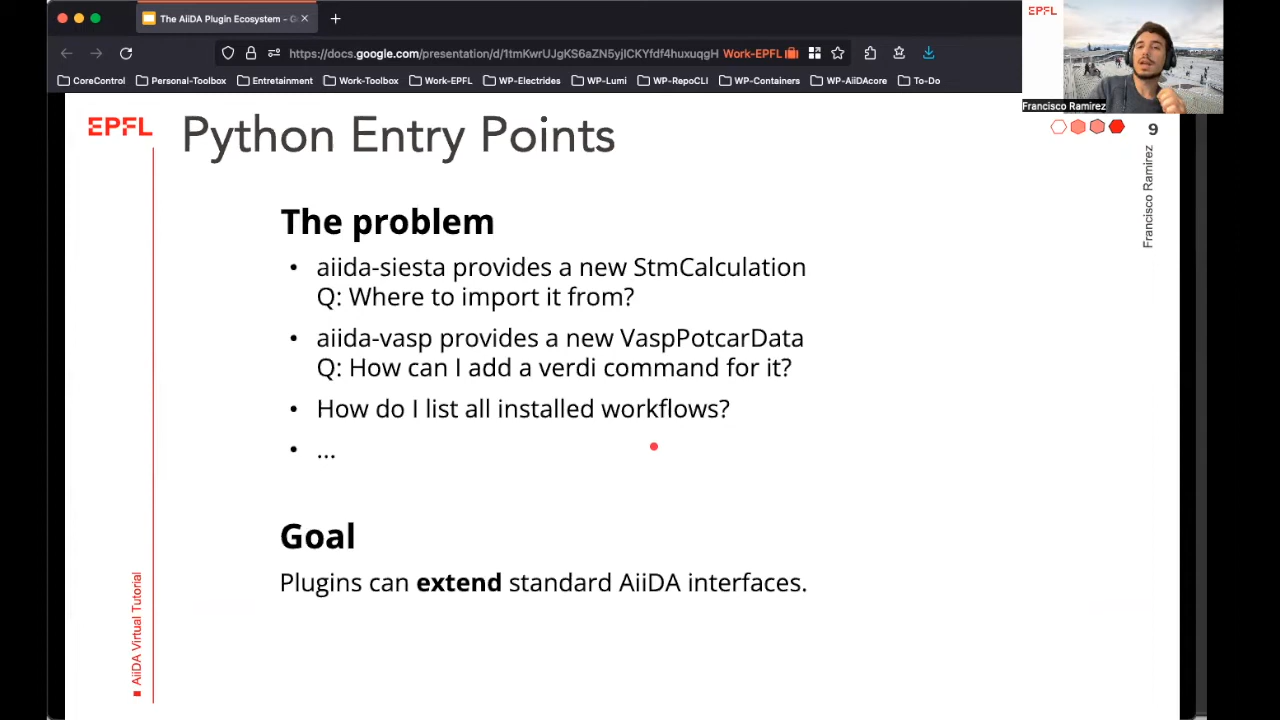 The AiiDA Plugin Ecosystem – G
https://docs.google.com/presentation/d/1tmKwrUJgKS6aZN5yjICKYfdf4huxuqgH
Work-EPFL
CoreControl
Personal-Toolbox
Entretainment
Work-Toolbox
Work-EPFL
WP-Electrides
WP-Lumi
WP-RepoCLI
WP-Containers
WP-AiiDAcore
To-Do
EPFL
Francisco Ramirez
EPFL
Python Entry Points
9
Francisco Ramirez
The problem
• aiida-siesta provides a new StmCalculation
Q: Where to import it from?
• aiida-vasp provides a new VaspPotcarData
Q: How can I add a verdi command for it?
• How do I list all installed workflows?
• ...
Goal
Plugins can extend standard AiiDA interfaces.
AiiDA Virtual Tutorial